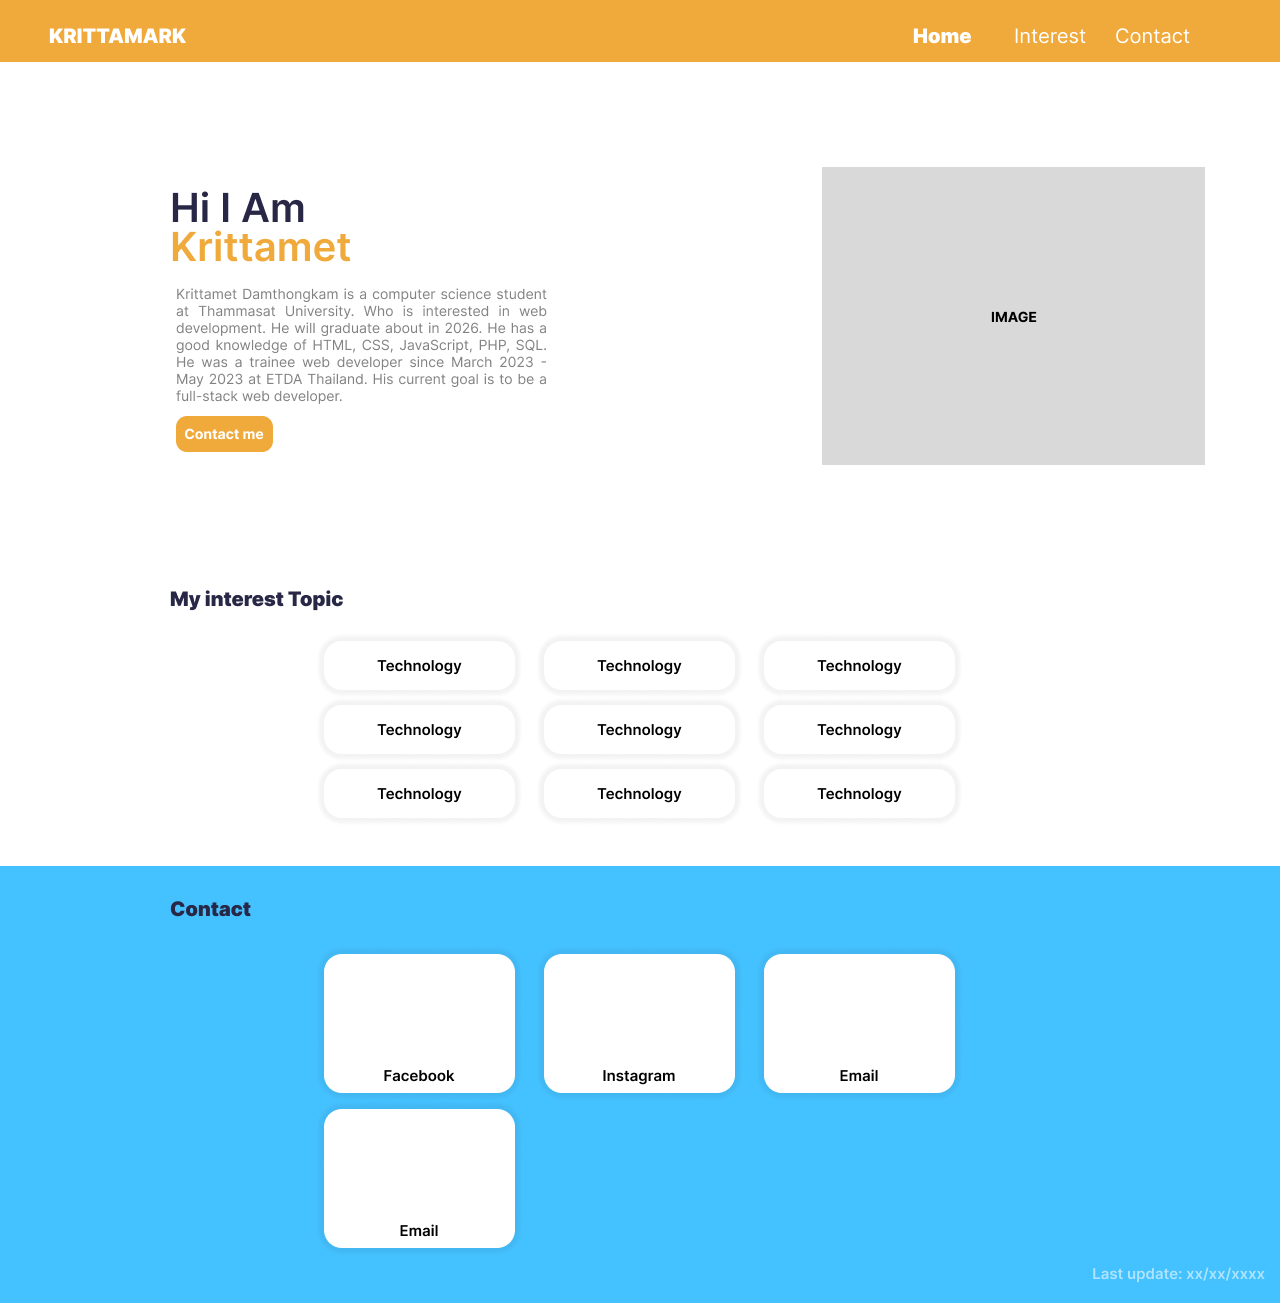 KRITTAMARK
Home Interest Contact
Hi I Am
Krittamet
Krittamet Damthongkam is a computer science student
at Thammasat University. Who is interested in web
development. He will graduate about in 2026. He has a
good knowledge of HTML, CSS, JavaScript, PHP, SQL.
He was a trainee web developer since March 2023 -
May 2023 at ETDA Thailand. His current goal is to be a
full-stack web developer.
Contact me
IMAGE
My interest Topic
Technology Technology Technology
Technology Technology Technology
Technology Technology Technology
Contact
Facebook Instagram Email
Email
Last update: xx/xx/xxxx